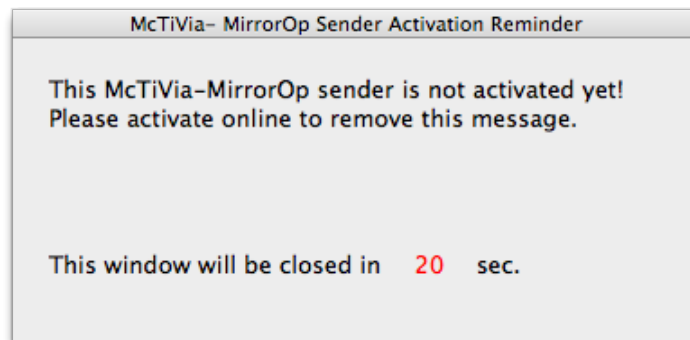 McTiVia- MirrorOp Sender Activation Reminder
This McTiVia-MirrorOp sender is not activated yet!
Please activate online to remove this message.
This window will be closed in 20 sec.